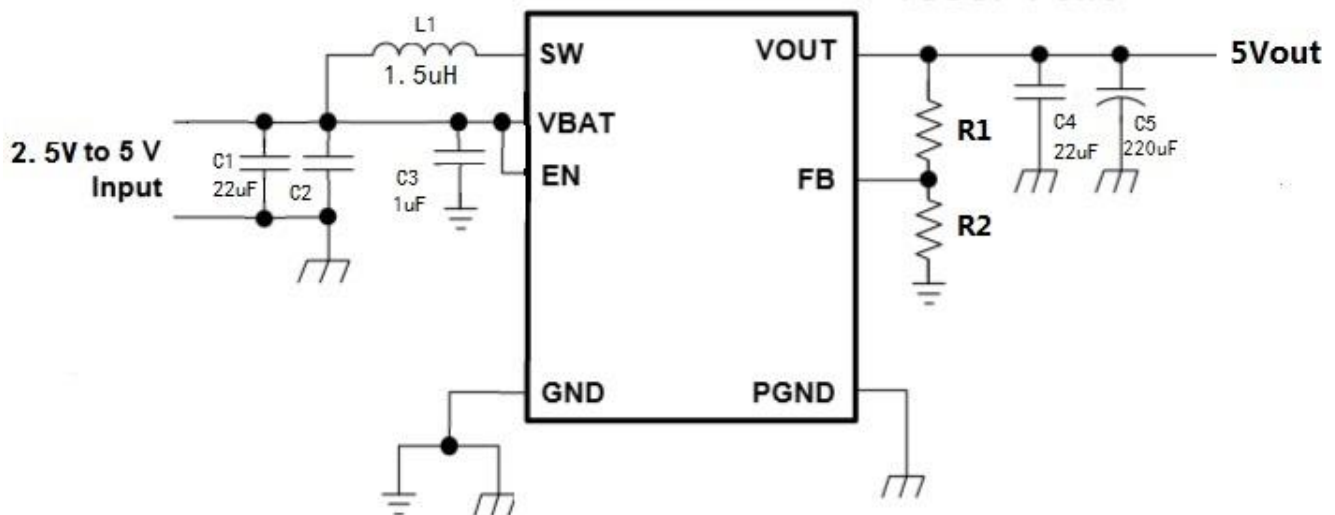 L1
1.5uH
SW
VOUT
5Vout
VBAT
2.5V to 5 V
Input
C1
22uF
C2
C3
1uF
EN
R1
C4
22uF
C5
220uF
FB
R2
GND
PGND